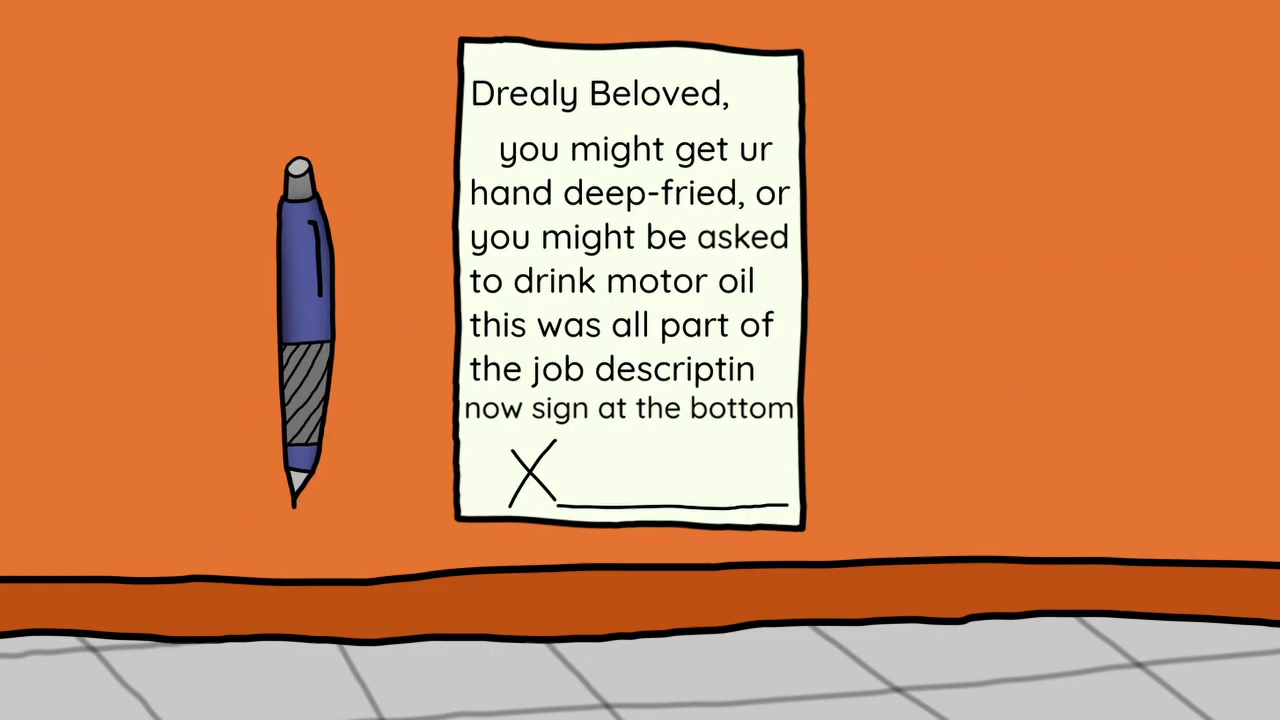 Drealy Beloved,
you might get ur
hand deep-fried, or
you might be asked
to drink motor oil
this was all part of
the job descriptin
now sign at the bottom
X